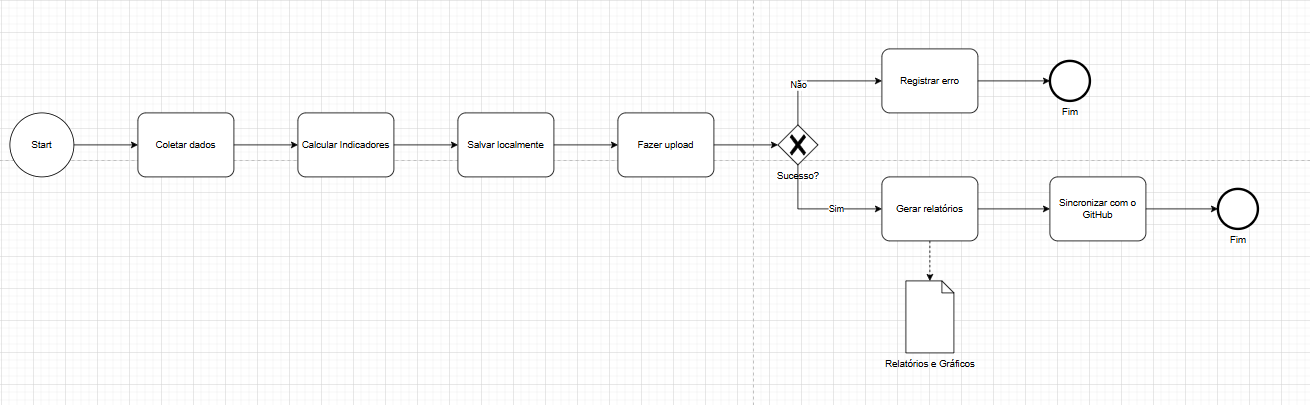 Start
Coletar dados
Calcular Indicadores
Salvar localmente
Fazer upload
Sucesso?
Não
Registrar erro
Fim
Sim
Gerar relatórios
Sincronizar com o
GitHub
Fim
Relatórios e Gráficos